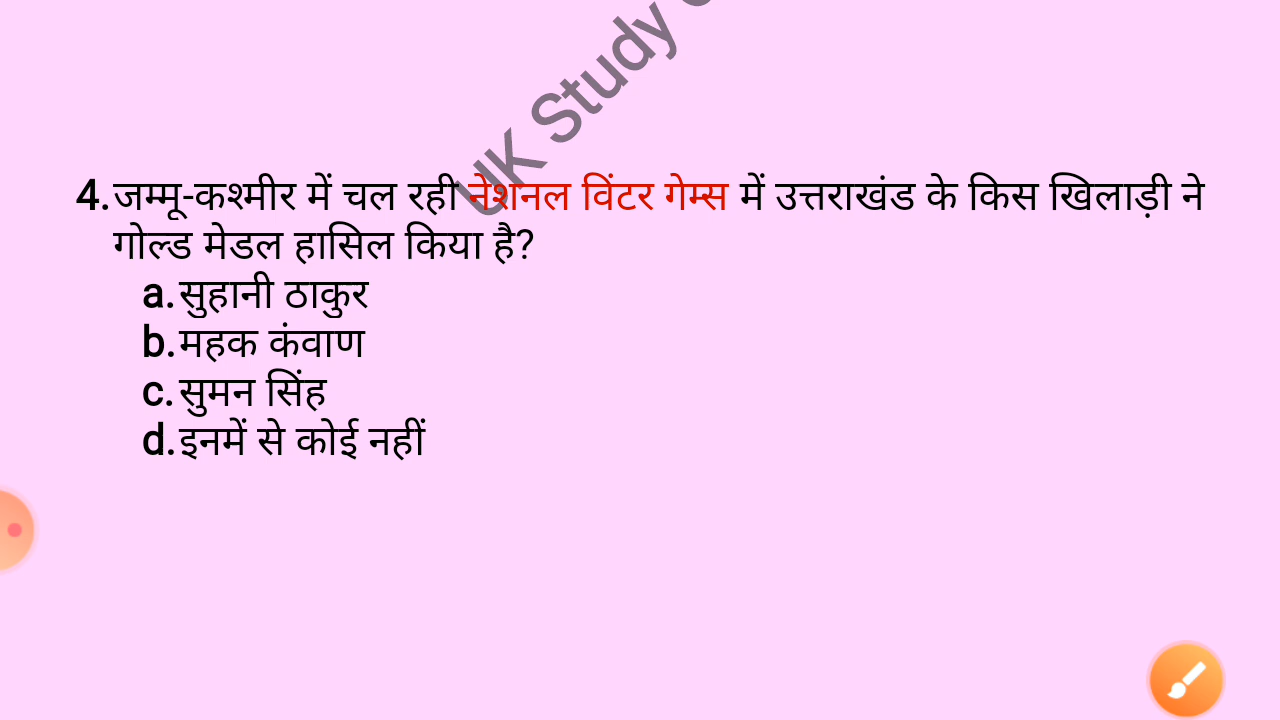 UK Study
4. जम्मू-कश्मीर में चल रही नेशनल विंटर गेम्स में उत्तराखंड के किस खिलाड़ी ने
गोल्ड मेडल हासिल किया है?
a. सुहानी ठाकुर
b. महक कंवाण
c. सुमन सिंह
d. इनमें से कोई नहीं